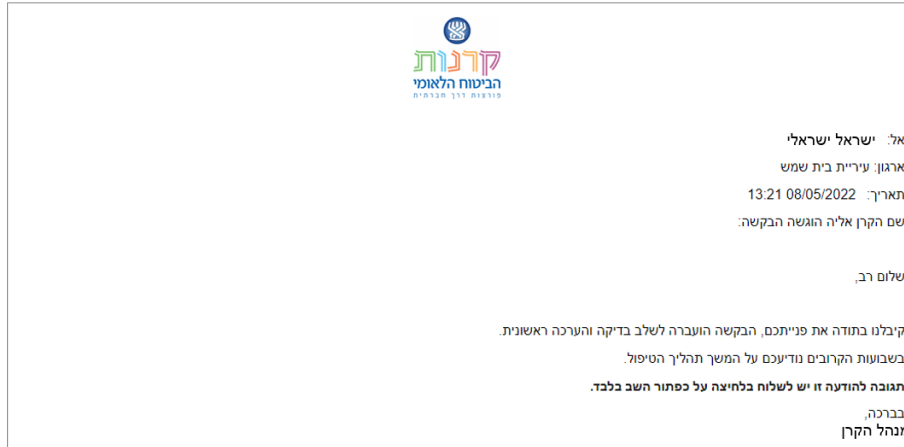 קרנות
הביטוח הלאומי
פורצות דרך חברתית
אל: ישראל ישראלי
ארגון: עיריית בית שמש
תאריך: 08/05/2022 13:21
שם הקרן אליה הוגשה הבקשה:
שלום רב,
קיבלנו בתודה את פנייתכם, הבקשה הועברה לשלב בדיקה והערכה ראשונית.
בשבועות הקרובים נודיעכם על המשך תהליך הטיפול.
תגובה להודעה זו יש לשלוח בלחיצה על כפתור השב בלבד.
בברכה,
מנהל הקרן